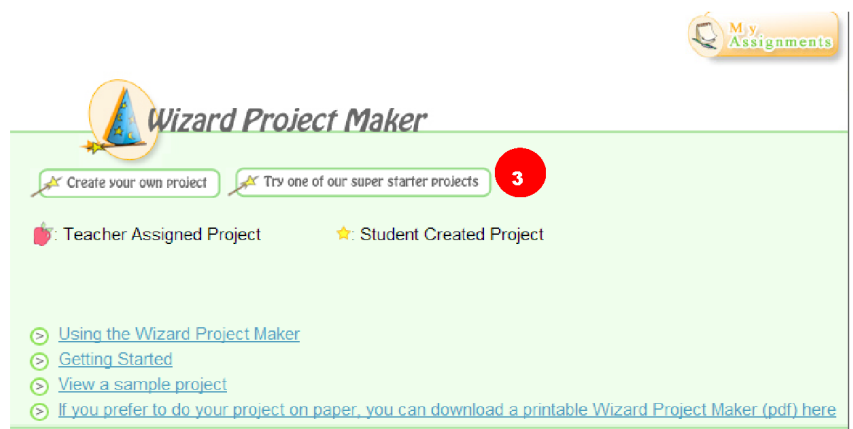 My
Assignments
Wizard Project Maker
Create your own project
Try one of our super starter projects
3
: Teacher Assigned Project
: Student Created Project
Using the Wizard Project Maker
Getting Started
View a sample project
If you prefer to do your project on paper, you can download a printable Wizard Project Maker (pdf) here